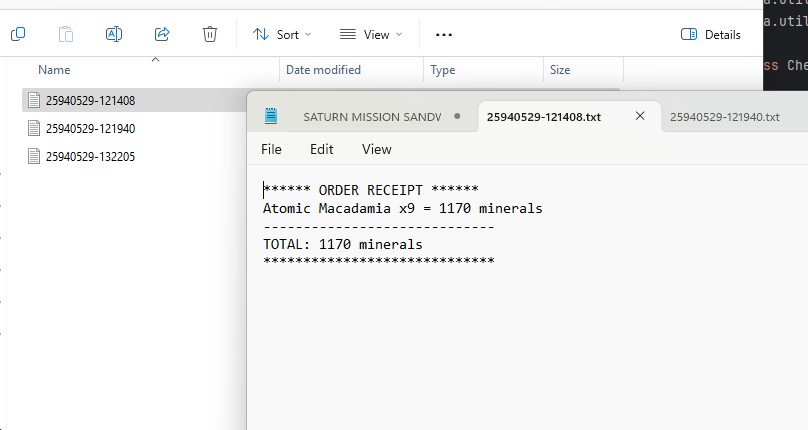 Sort
View
Details
Name
Date modified
Type
Size
25940529-121408
25940529-121940
25940529-132205
SATURN MISSION SANDV
25940529-121408.txt
25940529-121940.txt
File
Edit
View
****** ORDER RECEIPT ******
Atomic Macadamia x9 = 1170 minerals
-----------------------------
TOTAL: 1170 minerals
*****************************
a.util
ss Che